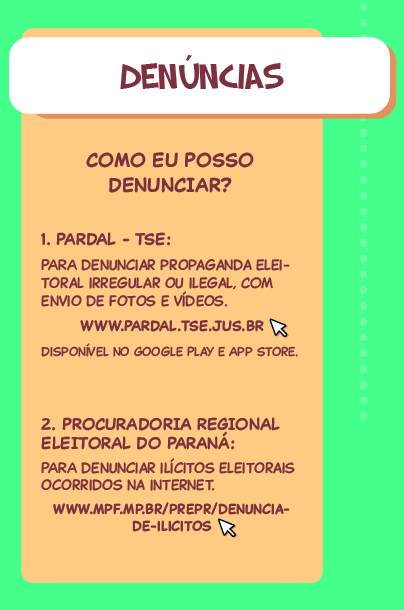 DENÚNCIAS
COMO EU POSSO
DENUNCIAR?
1. PARDAL - TSE:
PARA DENUNCIAR PROPAGANDA ELEI-
TORAL IRREGULAR OU ILEGAL, COM
ENVIO DE FOTOS E VÍDEOS.
WWW.PARDAL.TSE.JUS.BR
DISPONÍVEL NO GOOGLE PLAY E APP STORE.
2. PROCURADORIA REGIONAL
ELEITORAL DO PARANÁ:
PARA DENUNCIAR ILÍCITOS ELEITORAIS
OCORRIDOS NA INTERNET.
WWW.MPF.MP.BR/PREPR/DENUNCIA-
DE-ILICITOS